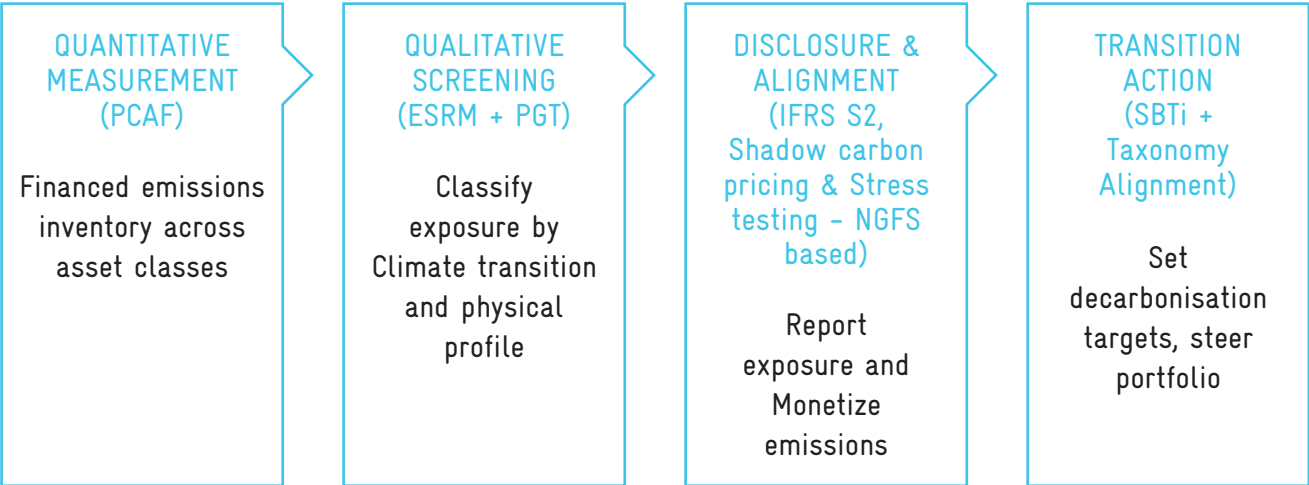 QUANTITATIVE
MEASUREMENT
(PCAF)
Financed emissions
inventory across
asset classes
QUALITATIVE
SCREENING
(ESRM + PGT)
Classify
exposure by
Climate transition
and physical
profile
DISCLOSURE &
ALIGNMENT
(IFRS S2,
Shadow carbon
pricing & Stress
testing - NGFS
based)
Report
exposure and
Monetize
emissions
TRANSITION
ACTION
(SBTi +
Taxonomy
Alignment)
Set
decarbonisation
targets, steer
portfolio